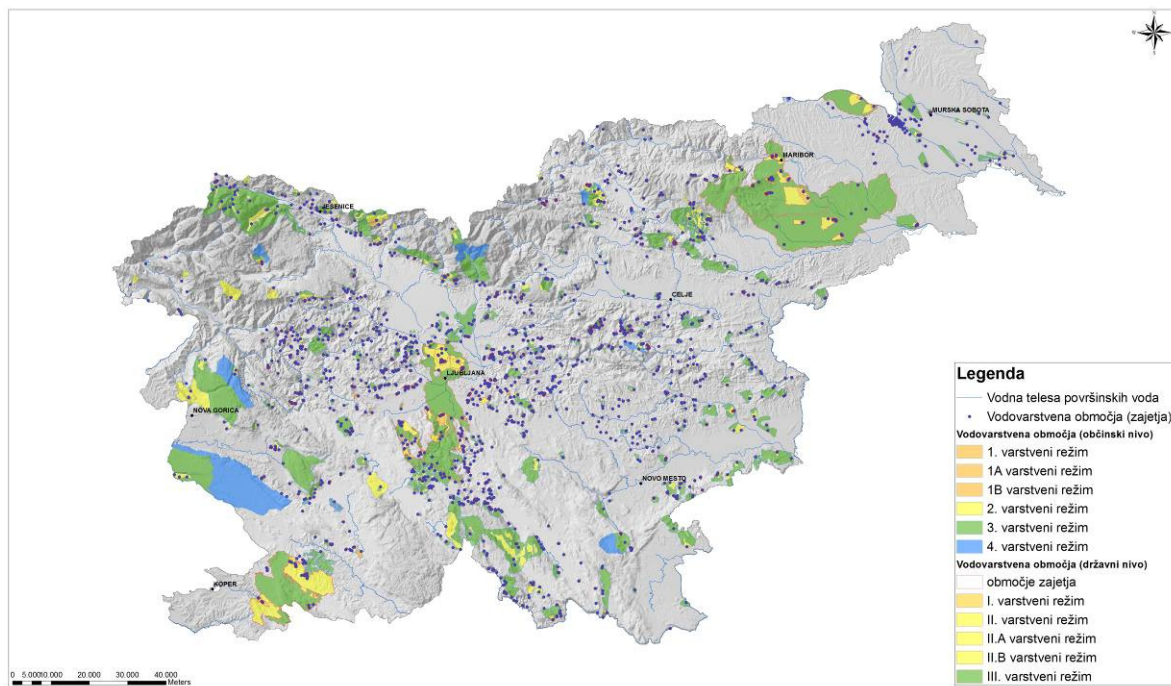 MURSKA SOBOTA
MARIBOR
JESENICE
CELJE
LJUBLJANA
NOVA GORICA
NOVO MESTO
KOPER
Legenda
Vodna telesa površinskih voda
Vodovarstvena območja (zajetja)
Vodovarstvena območja (občinski nivo)
1. varstveni režim
1A varstveni režim
1B varstveni režim
2. varstveni režim
3. varstveni režim
4. varstveni režim
Vodovarstvena območja (državni nivo)
območje zajetja
I. varstveni režim
II. varstveni režim
II.A varstveni režim
II.B varstveni režim
III. varstveni režim
0 5.000 10.000 20.000 30.000 40.000
Meters